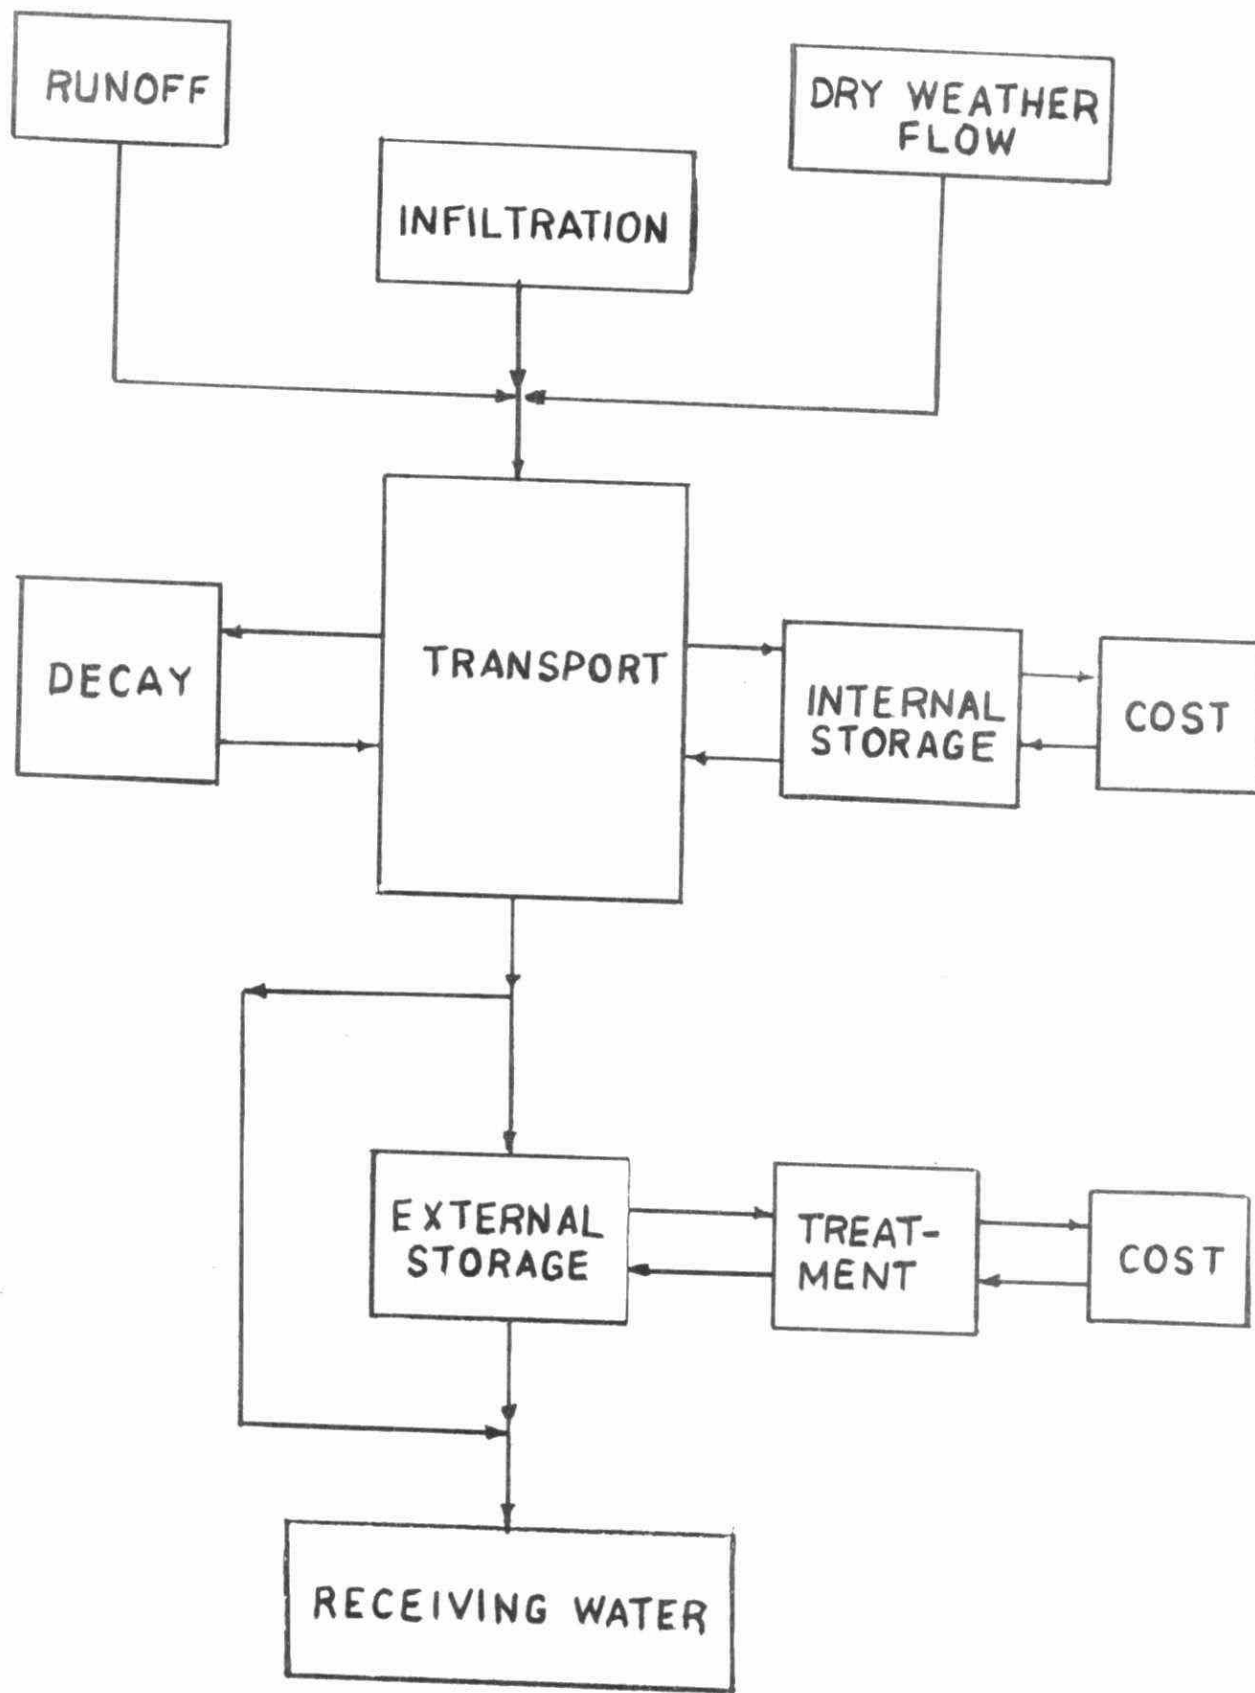 RUNOFF
DRY WEATHER
FLOW
INFILTRATION
DECAY
TRANSPORT
INTERNAL
STORAGE
COST
EXTERNAL
STORAGE
TREAT-
MENT
COST
RECEIVING WATER